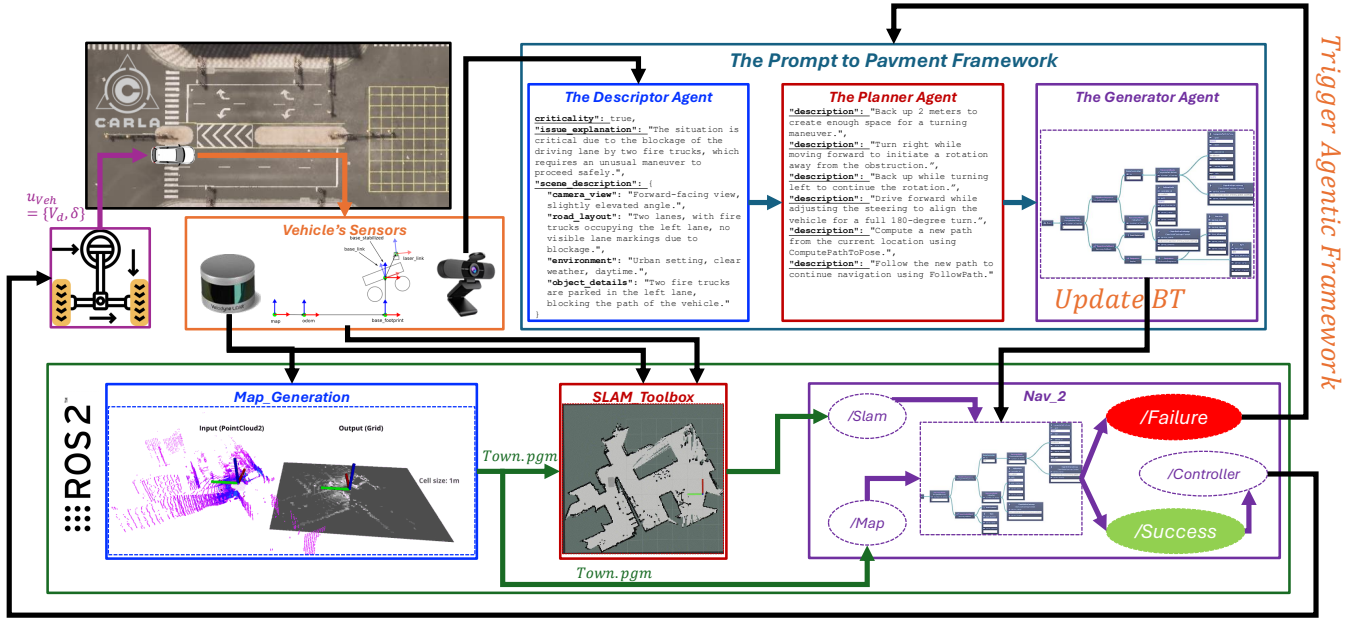 The Prompt to Pavment Framework
Trigger Agentic Framework
CARLA
u_Veh
= {V_d, δ}
Vehicle's Sensors
base_stabilized
base_link
laser_link
map
odom
base_footprint
Velodyne LiDAR
The Descriptor Agent
criticality": true,
"issue_explanation": "The situation is
critical due to the blockage of the
driving lane by two fire trucks, which
requires an unusual maneuver to
proceed safely.",
"scene_description": {
"camera_view": "Forward-facing view,
slightly elevated angle.",
"road_layout": "Two lanes, with fire
trucks occupying the left lane, no
visible lane markings due to
blockage.",
"environment": "Urban setting, clear
weather, daytime.",
"object_details": "Two fire trucks
are parked in the left lane,
blocking the path of the vehicle."
}
The Planner Agent
"description": "Back up 2 meters to
create enough space for a turning
maneuver.",
"description": "Turn right while
moving forward to initiate a rotation
away from the obstruction.",
"description": "Back up while turning
left to continue the rotation.",
"description": "Drive forward while
adjusting the steering to align the
vehicle for a full 180-degree turn.",
"description": "Compute a new path
from the current location using
ComputePathToPose.",
"description": "Follow the new path to
continue navigation using FollowPath."
The Generator Agent
Update BT
ROS2
Map_Generation
Input (PointCloud2)
Output (Grid)
Cell size: 1m
Town.pgm
Town.pgm
SLAM_Toolbox
Nav_2
/Slam
/Map
/Failure
/Controller
/Success